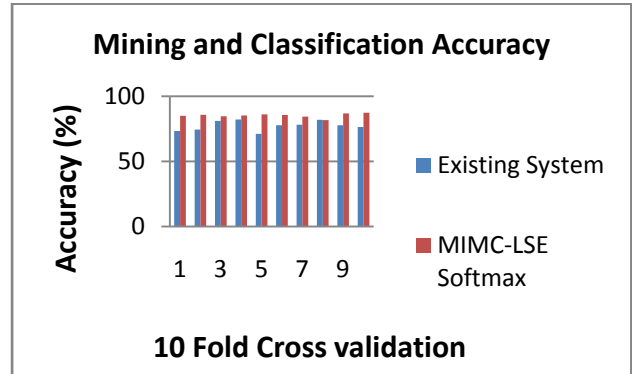 Mining and Classification Accuracy
Accuracy (%)
100
50
0
1 3 5 7 9
10 Fold Cross validation
Existing System
MIMC-LSE
Softmax